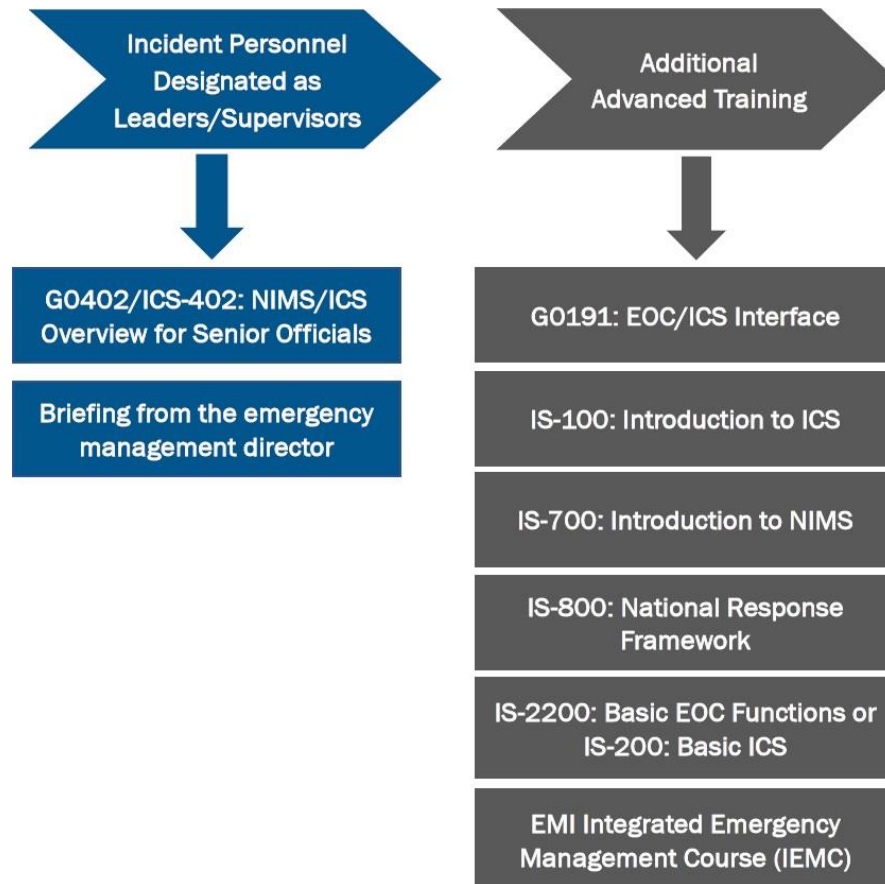 Incident Personnel
Designated as
Leaders/Supervisors
G0402/ICS-402: NIMS/ICS
Overview for Senior Officials
Briefing from the emergency
management director
Additional
Advanced Training
G0191: EOC/ICS Interface
IS-100: Introduction to ICS
IS-700: Introduction to NIMS
IS-800: National Response
Framework
IS-2200: Basic EOC Functions or
IS-200: Basic ICS
EMI Integrated Emergency
Management Course (IEMC)